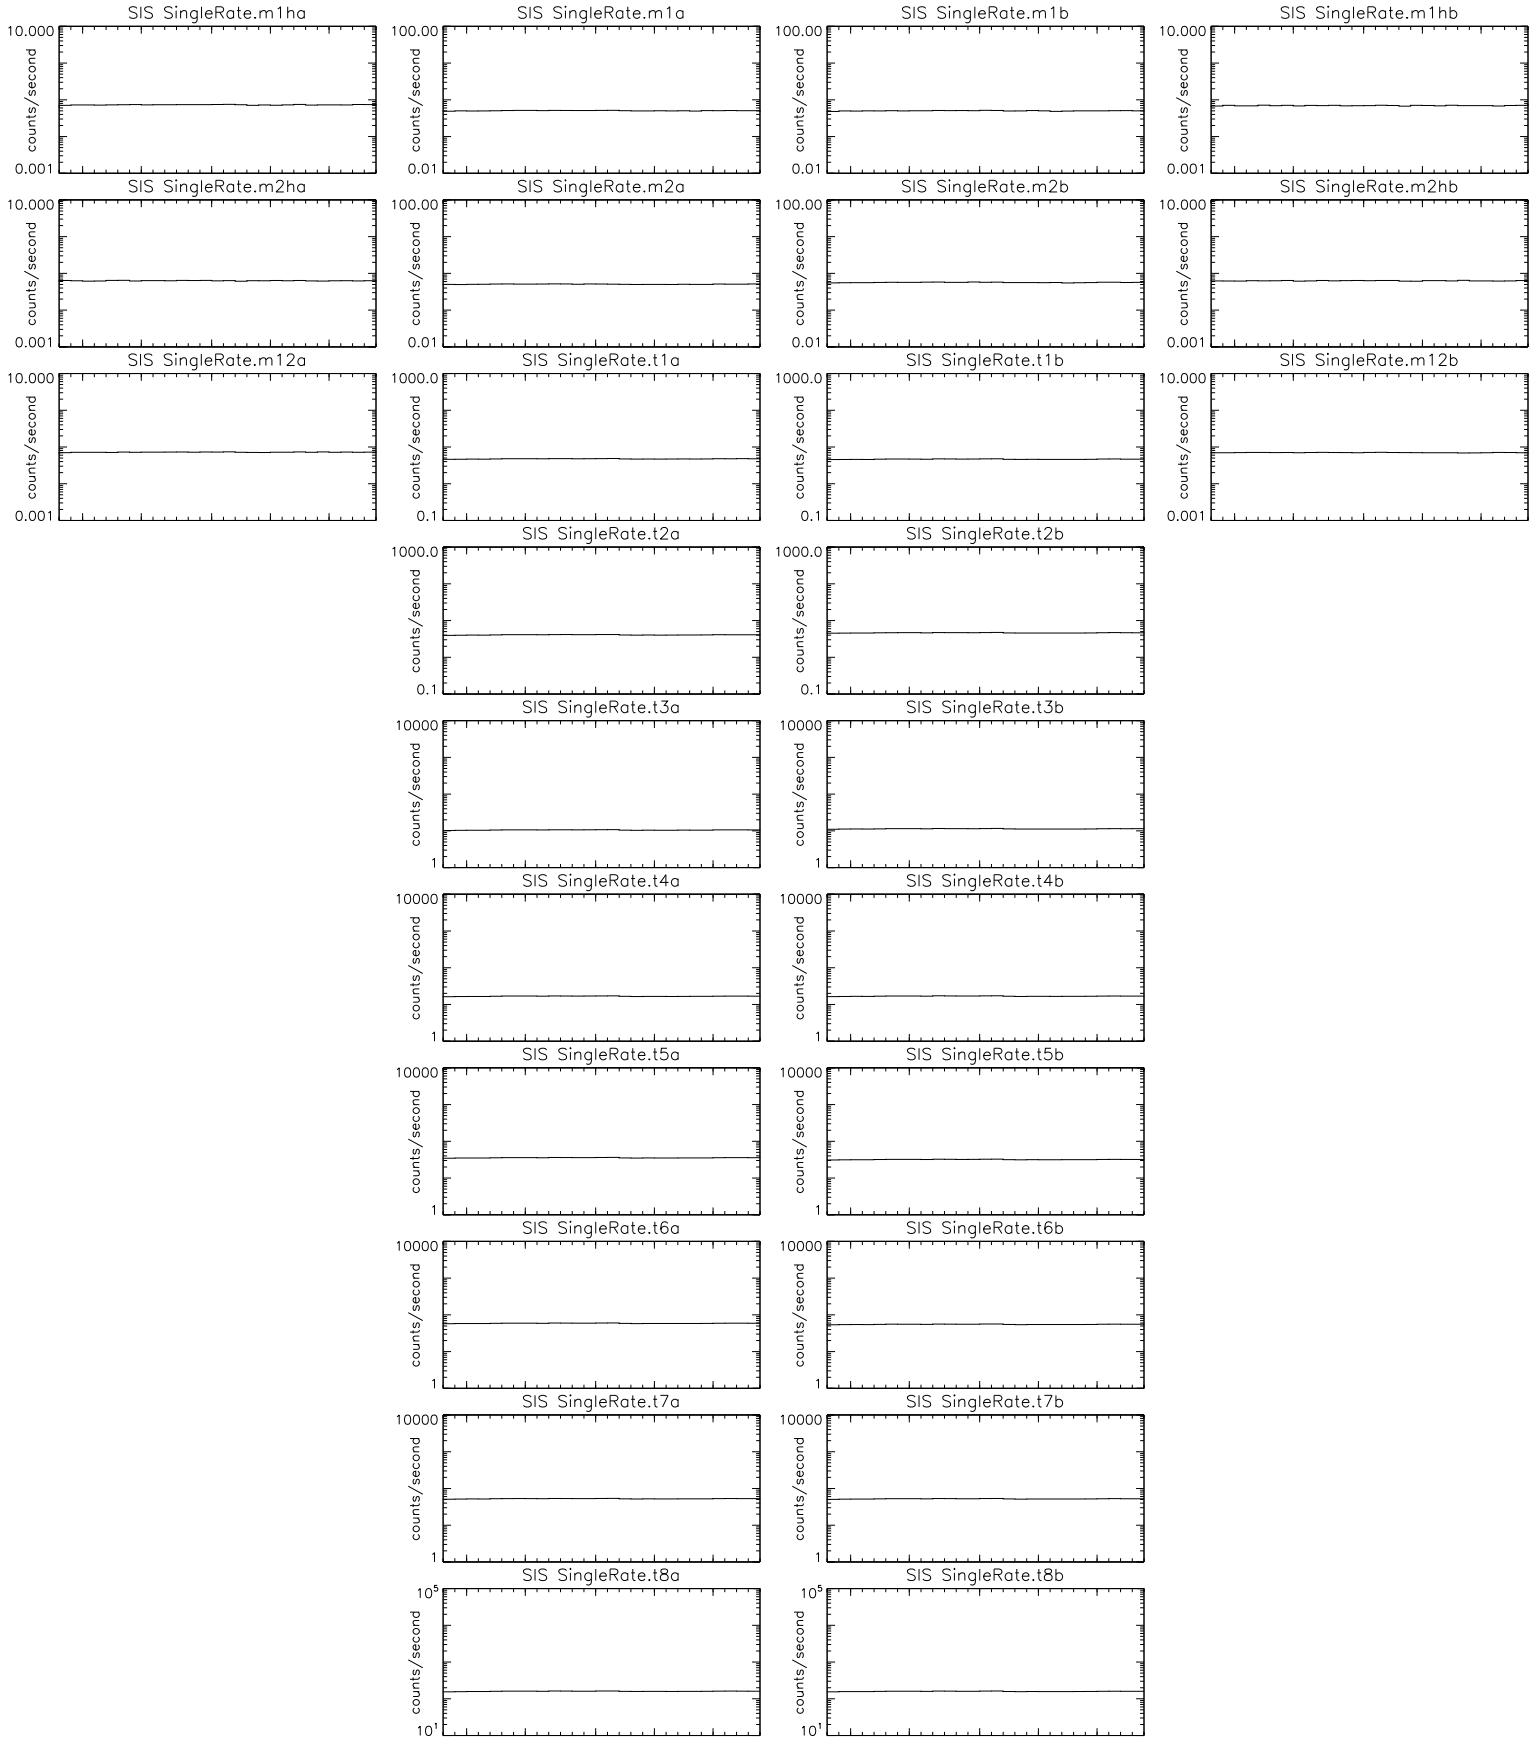 SIS SingleRate.m1ha
10.000
counts/second
0.001
SIS SingleRate.m1a
100.00
counts/second
0.01
SIS SingleRate.m1b
100.00
counts/second
0.01
SIS SingleRate.m1hb
10.000
counts/second
0.001
SIS SingleRate.m2ha
10.000
counts/second
0.001
SIS SingleRate.m2a
100.00
counts/second
0.01
SIS SingleRate.m2b
100.00
counts/second
0.01
SIS SingleRate.m2hb
10.000
counts/second
0.001
SIS SingleRate.m12a
10.000
counts/second
0.001
SIS SingleRate.t1a
1000.0
counts/second
0.1
SIS SingleRate.t1b
1000.0
counts/second
0.1
SIS SingleRate.m12b
10.000
counts/second
0.001
SIS SingleRate.t2a
1000.0
counts/second
0.1
SIS SingleRate.t2b
1000.0
counts/second
0.1
SIS SingleRate.t3a
10000
counts/second
1
SIS SingleRate.t3b
10000
counts/second
1
SIS SingleRate.t4a
10000
counts/second
1
SIS SingleRate.t4b
10000
counts/second
1
SIS SingleRate.t5a
10000
counts/second
1
SIS SingleRate.t5b
10000
counts/second
1
SIS SingleRate.t6a
10000
counts/second
1
SIS SingleRate.t6b
10000
counts/second
1
SIS SingleRate.t7a
10000
counts/second
1
SIS SingleRate.t7b
10000
counts/second
1
SIS SingleRate.t8a
10⁵
counts/second
10¹
SIS SingleRate.t8b
10⁵
counts/second
10¹